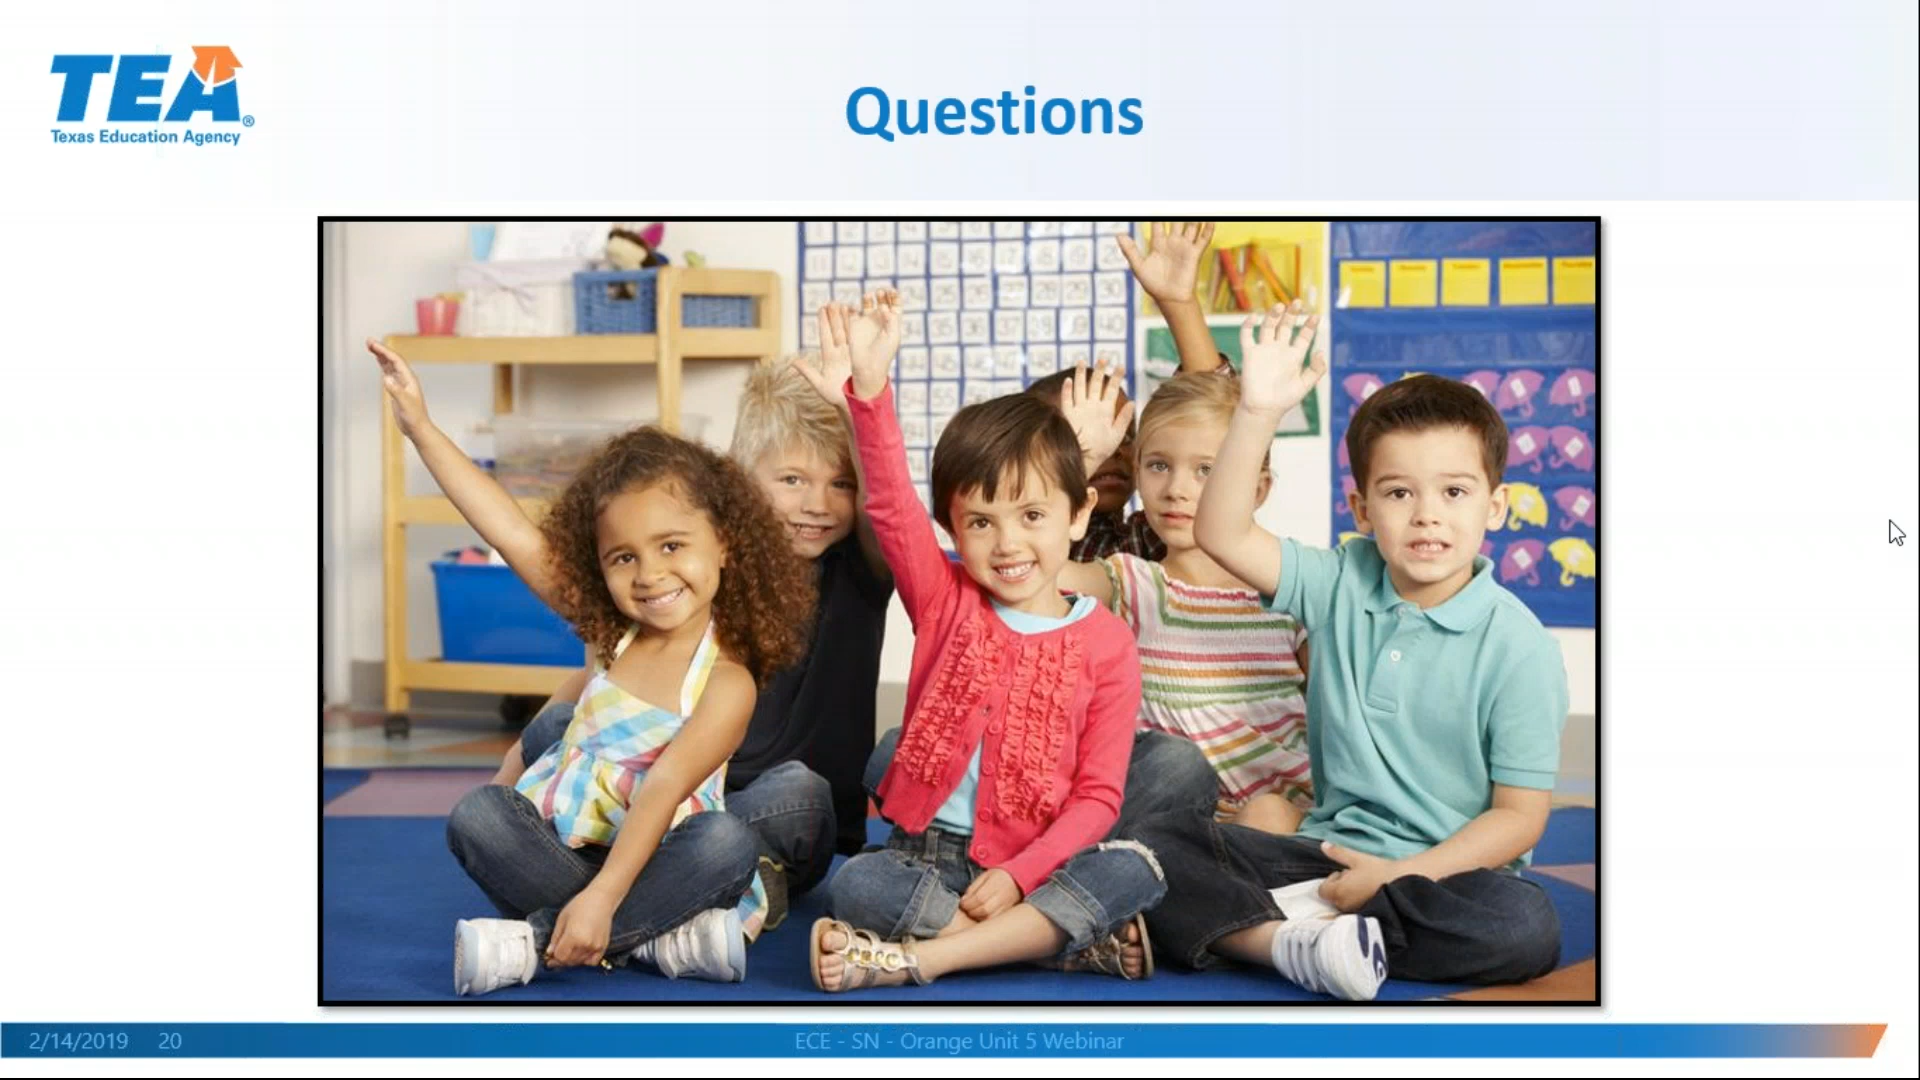 TEA®
Texas Education Agency
Questions
2/14/2019 20 ECE - SN - Orange Unit 5 Webinar